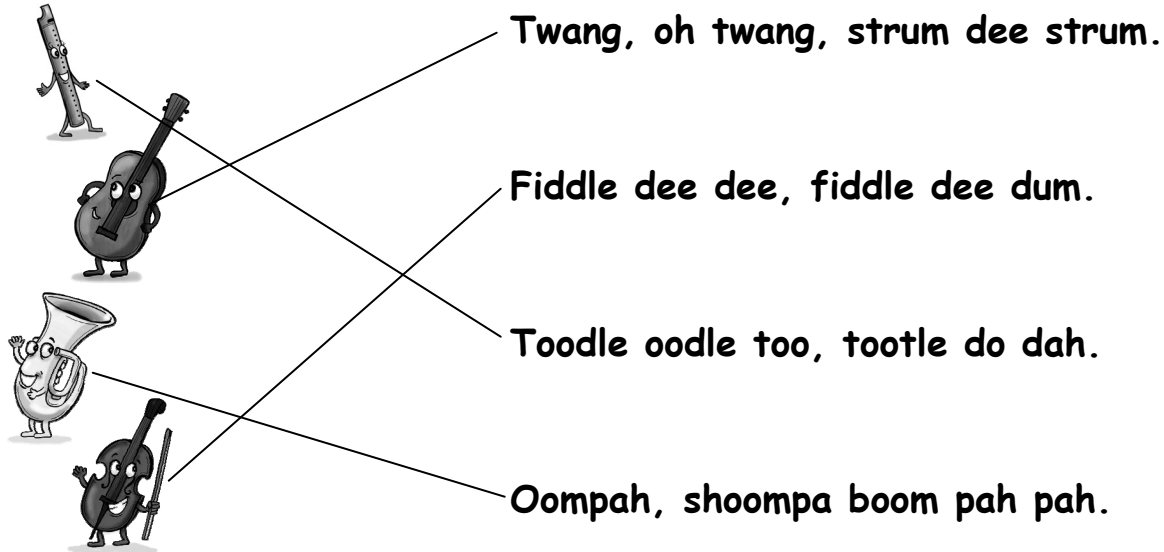 Twang, oh twang, strum dee strum.
Fiddle dee dee, fiddle dee dum.
Toodle oodle too, tootle do dah.
Oompah, shoompa boom pah pah.